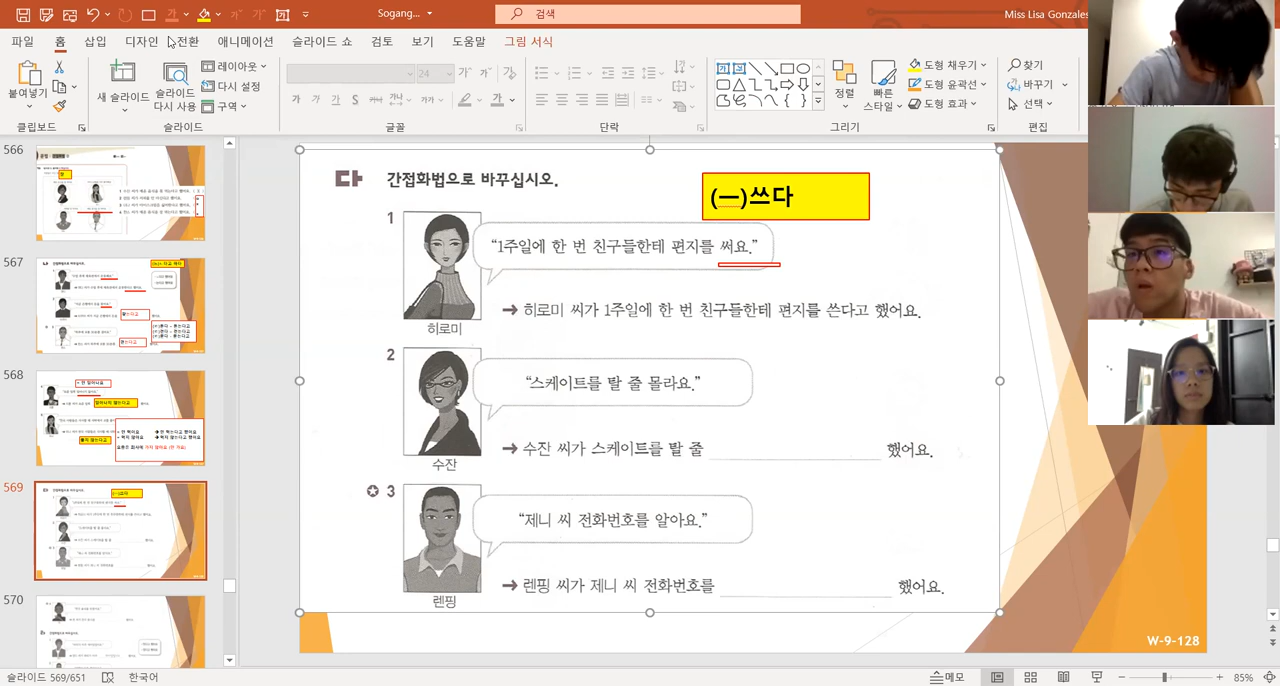 Sogang...
검색
Miss Lisa Gonzales
파일 홈 삽입 디자인 전환 애니메이션 슬라이드 쇼 검토 보기 도움말 그림 서식
붙여넣기
클립보드
새 슬라이드
슬라이드 다시 사용
레이아웃
다시 설정
구역
슬라이드
24
글꼴
단락
정렬
빠른 스타일
도형 채우기
도형 윤곽선
도형 효과
그리기
찾기
바꾸기
선택
편집
566
567
568
569
570
다 간접화법으로 바꾸십시오.
(ㅡ)쓰다
1
“1주일에 한 번 친구들한테 편지를 써요.”
히로미
→ 히로미 씨가 1주일에 한 번 친구들한테 편지를 쓴다고 했어요.
2
“스케이트를 탈 줄 몰라요.”
수잔
→ 수잔 씨가 스케이트를 탈 줄 ____________ 했어요.
✪ 3
“제니 씨 전화번호를 알아요.”
렌핑
→ 렌핑 씨가 제니 씨 전화번호를 ____________ 했어요.
W-9-128
슬라이드 569/651
한국어
메모
85%